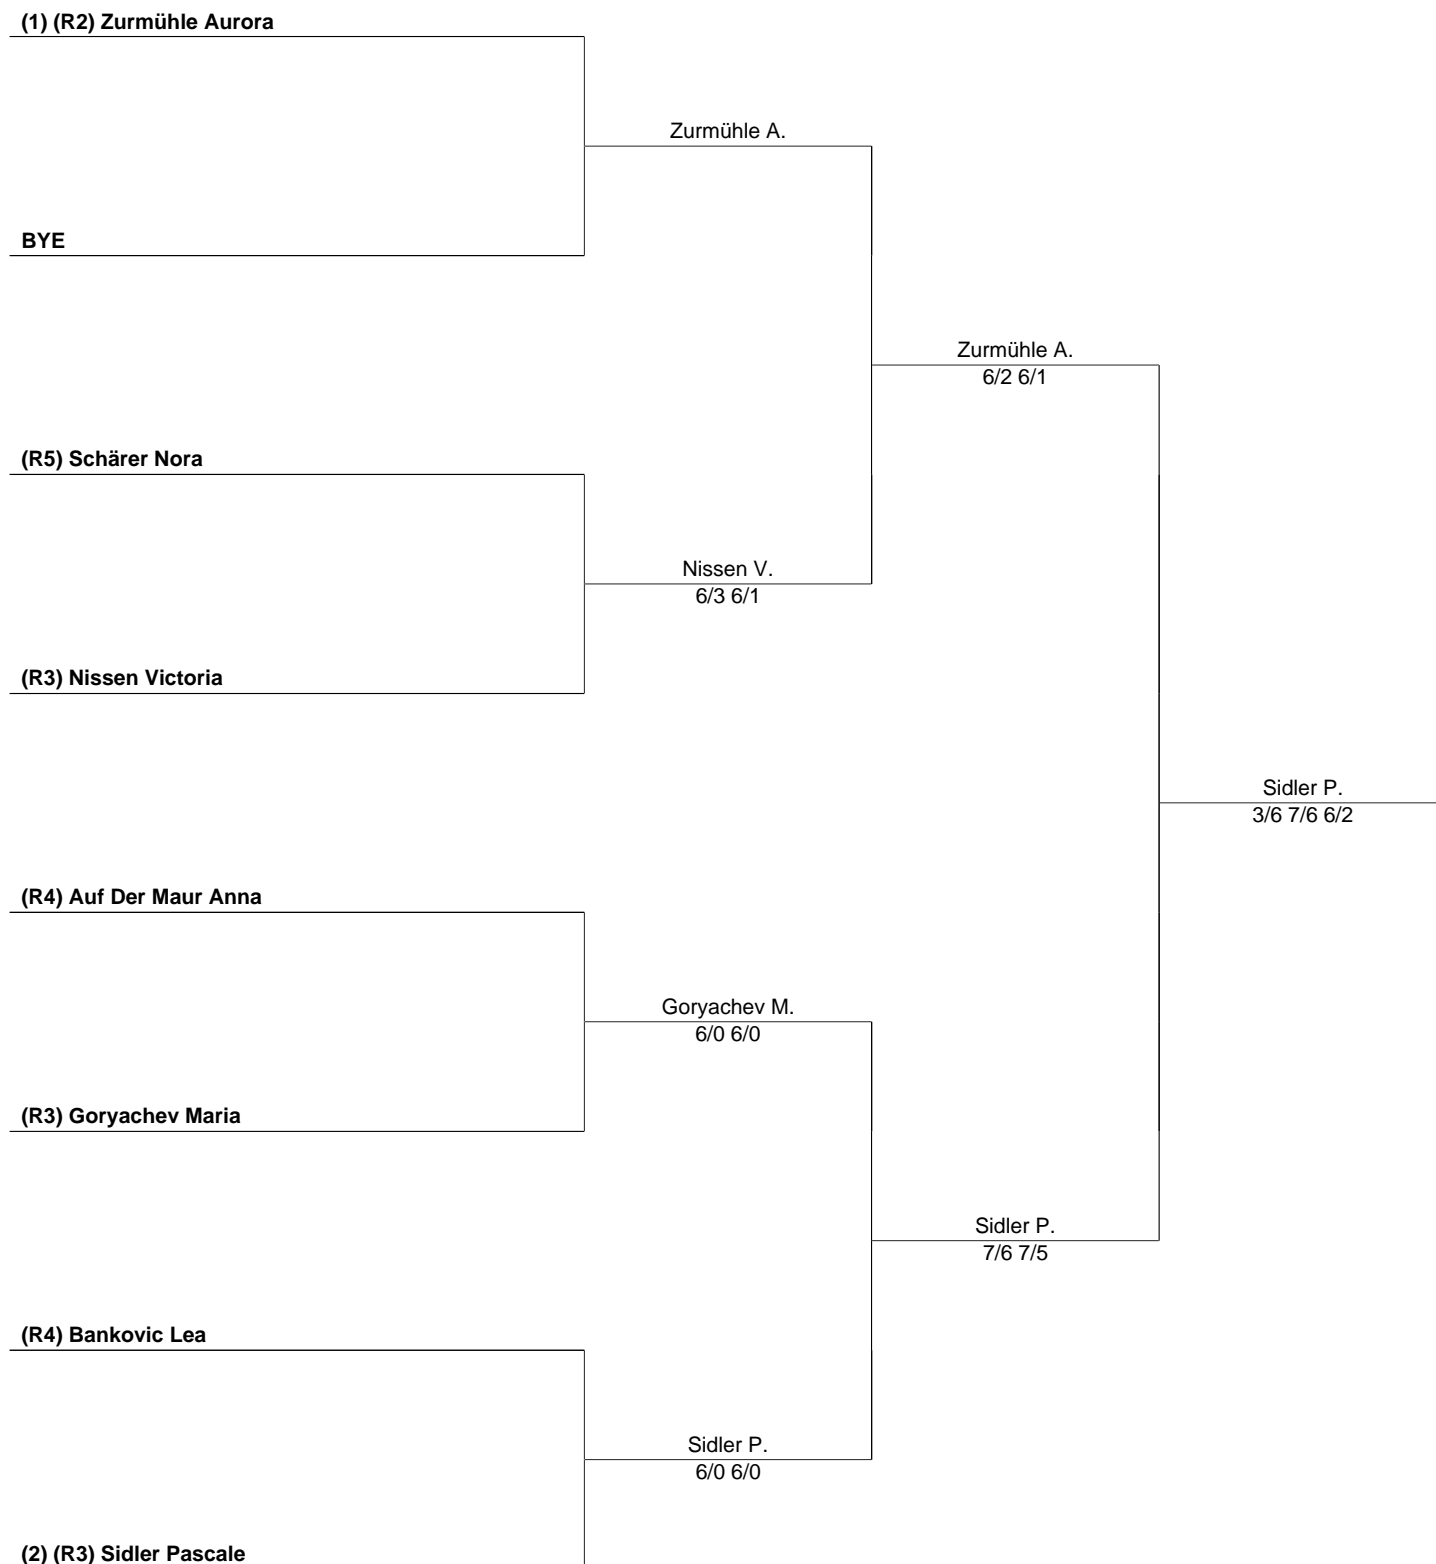 (1) (R2) Zurmühle Aurora
Zurmühle A.
BYE
Zurmühle A.
6/2 6/1
(R5) Schärer Nora
Nissen V.
6/3 6/1
(R3) Nissen Victoria
Sidler P.
3/6 7/6 6/2
(R4) Auf Der Maur Anna
Goryachev M.
6/0 6/0
(R3) Goryachev Maria
Sidler P.
7/6 7/5
(R4) Bankovic Lea
Sidler P.
6/0 6/0
(2) (R3) Sidler Pascale